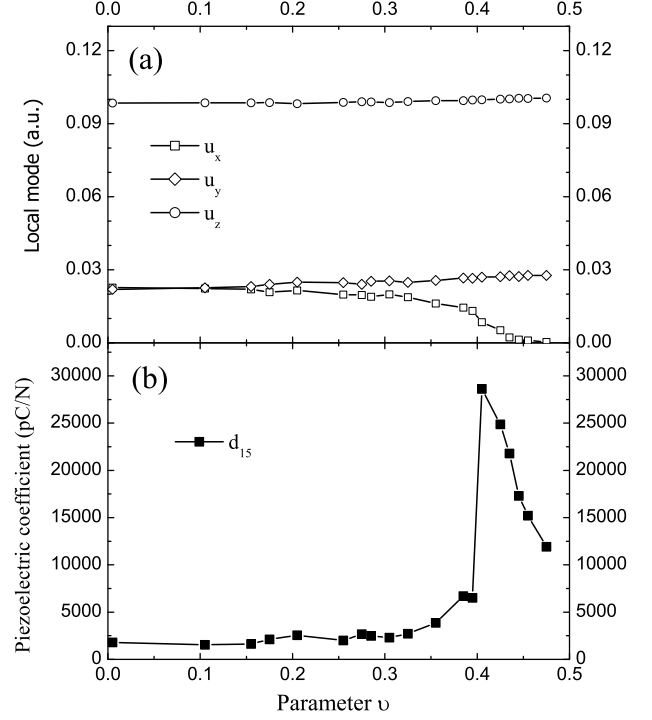 0.0 0.1 0.2 0.3 0.4 0.5
(a)
0.12 0.12
0.09 0.09
0.06 0.06
0.03 0.03
0.00 0.00
Local mode (a.u.)
u_x
u_y
u_z
(b)
30000 30000
25000 25000
20000 20000
15000 15000
10000 10000
5000 5000
0 0
Piezoelectric coefficient (pC/N)
d_15
0.0 0.1 0.2 0.3 0.4 0.5
Parameter υ